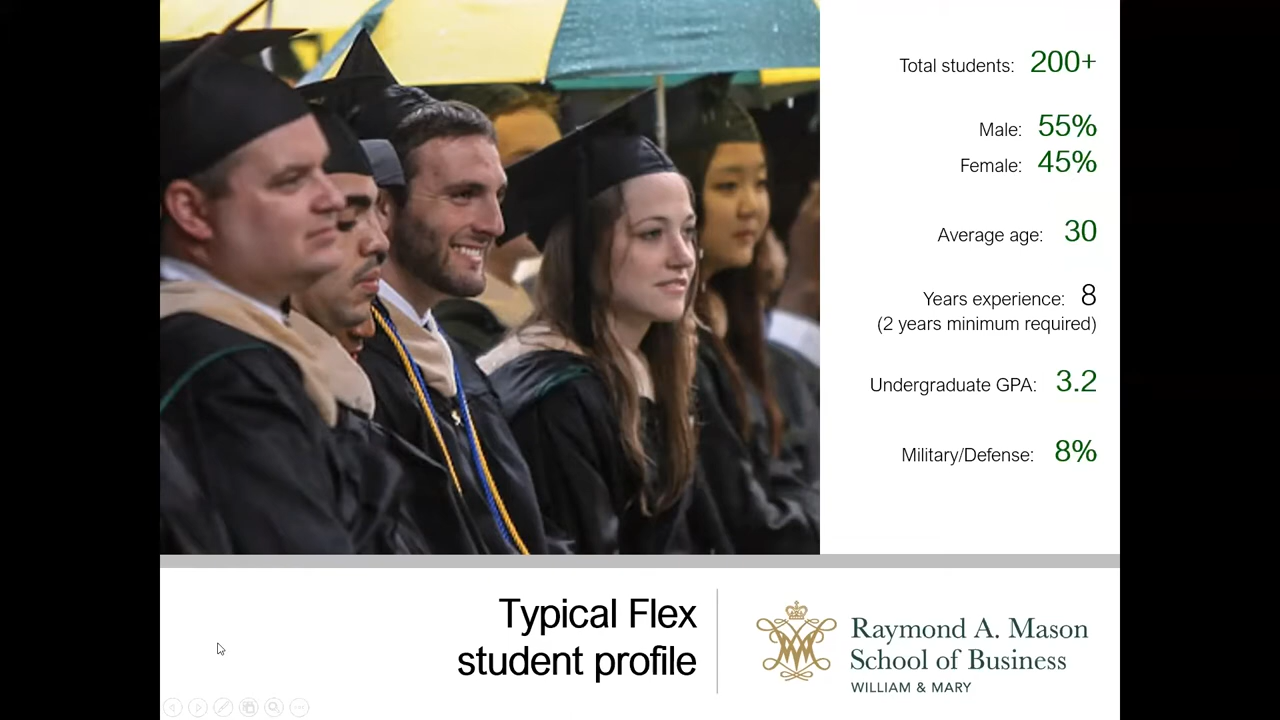 Total students: 200+
Male: 55%
Female: 45%
Average age: 30
Years experience: 8
(2 years minimum required)
Undergraduate GPA: 3.2
Military/Defense: 8%
Typical Flex
student profile
Raymond A. Mason
School of Business
WILLIAM & MARY